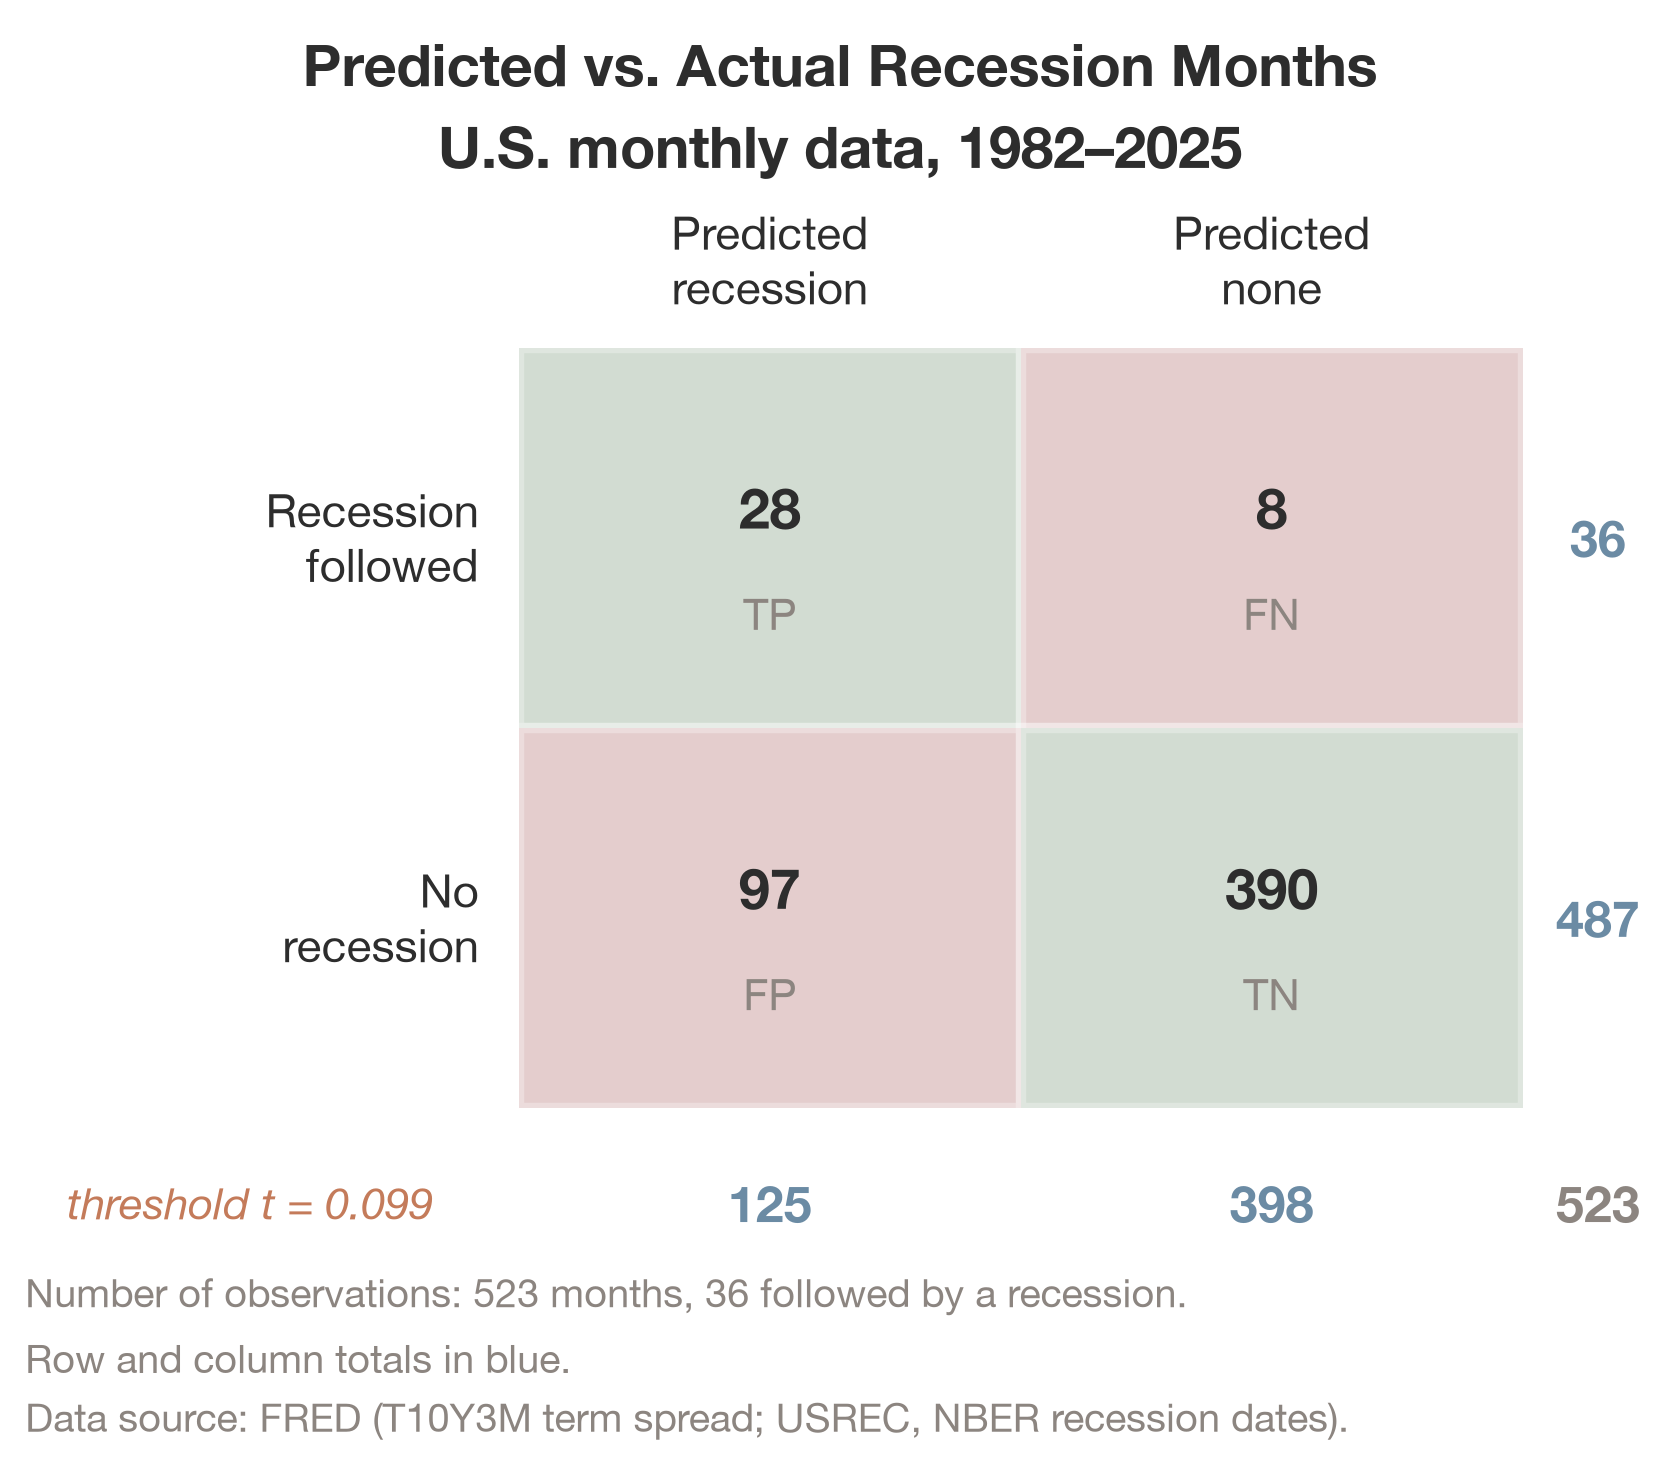 Predicted vs. Actual Recession Months
U.S. monthly data, 1982–2025
Predicted
recession
Predicted
none
Recession
followed
28
TP
8
FN
36
No
recession
97
FP
390
TN
487
threshold t = 0.099
125
398
523
Number of observations: 523 months, 36 followed by a recession.
Row and column totals in blue.
Data source: FRED (T10Y3M term spread; USREC, NBER recession dates).